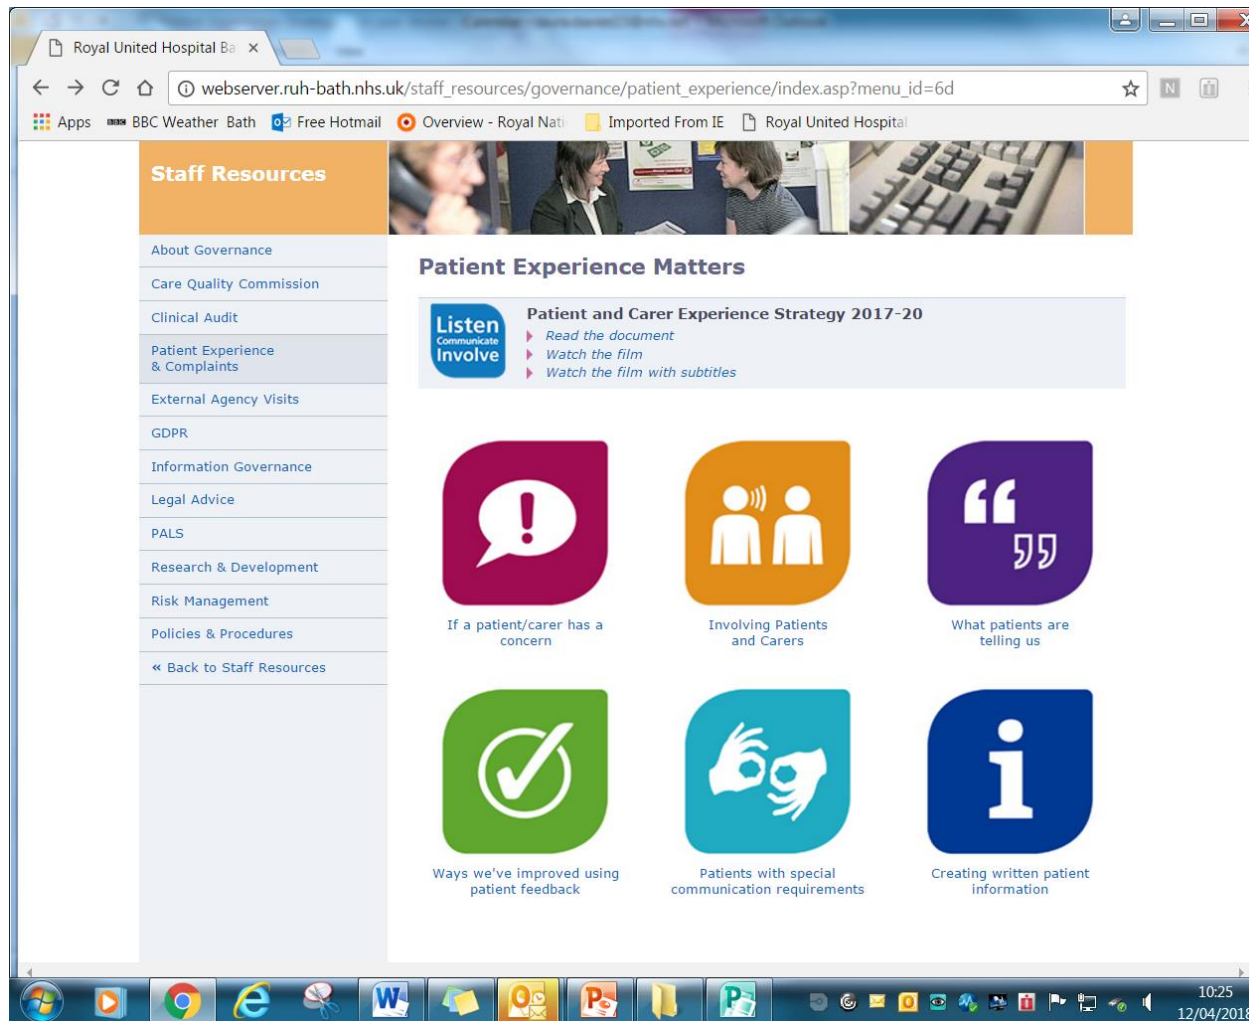 Royal United Hospital Ba
webserver.ruh-bath.nhs.uk/staff_resources/governance/patient_experience/index.asp?menu_id=6d
N
Apps
BBC Weather Bath
Free Hotmail
Overview - Royal Nati
Imported From IE
Royal United Hospital
Staff Resources
About Governance
Care Quality Commission
Clinical Audit
Patient Experience
& Complaints
External Agency Visits
GDPR
Information Governance
Legal Advice
PALS
Research & Development
Risk Management
Policies & Procedures
« Back to Staff Resources
Patient Experience Matters
Listen
Communicate
Involve
Patient and Carer Experience Strategy 2017-20
Read the document
Watch the film
Watch the film with subtitles
If a patient/carer has a
concern
Involving Patients
and Carers
What patients are
telling us
Ways we've improved using
patient feedback
Patients with special
communication requirements
Creating written patient
information
10:25
12/04/2018